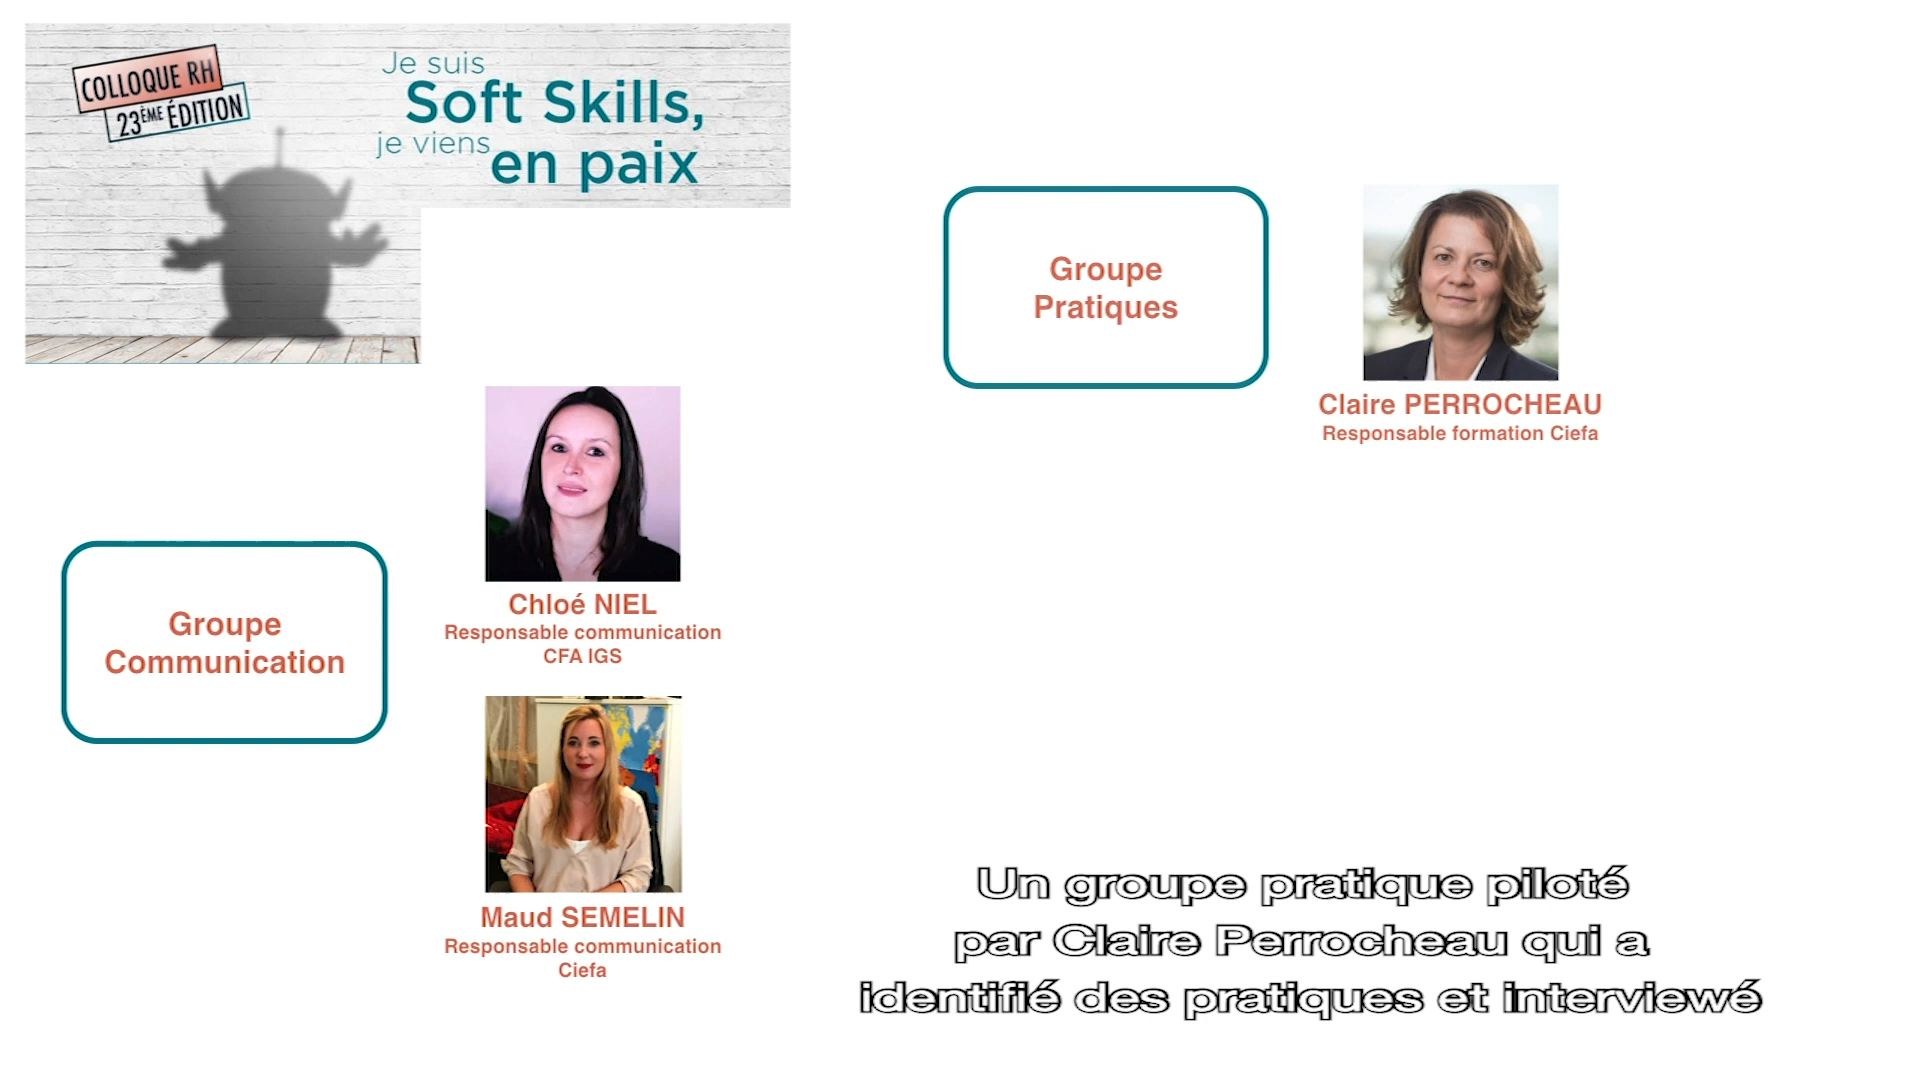 COLLOQUE RH
23ÈME ÉDITION
Je suis
Soft Skills,
je viens
en paix
Groupe
Pratiques
Claire PERROCHEAU
Responsable formation Ciefa
Groupe
Communication
Chloé NIEL
Responsable communication
CFA IGS
Maud SEMELIN
Responsable communication
Ciefa
Un groupe pratique piloté
par Claire Perrocheau qui a
identifié des pratiques et interviewé